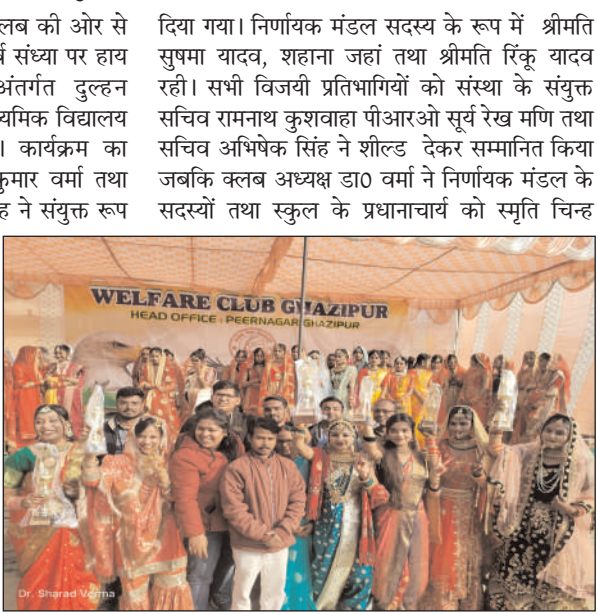 लब की ओर से
र्ष संध्या पर हाय
अंतर्गत दुल्हन
यमिक विद्यालय
। कार्यक्रम का
कुमार वर्मा तथा
ह ने संयुक्त रूप
दिया गया। निर्णायक मंडल सदस्य के रूप में श्रीमति
सुषमा यादव, शहाना जहां तथा श्रीमति रिंकू यादव
रही। सभी विजयी प्रतिभागियों को संस्था के संयुक्त
सचिव रामनाथ कुशवाहा पीआरओ सूर्य रेख मणि तथा
सचिव अभिषेक सिंह ने शील्ड देकर सम्मानित किया
जबकि क्लब अध्यक्ष डा0 वर्मा ने निर्णायक मंडल के
सदस्यों तथा स्कुल के प्रधानाचार्य को स्मृति चिन्ह
WELFARE CLUB GHAZIPUR
HEAD OFFICE : PEERNAGAR GHAZIPUR
Dr. Sharad Verma